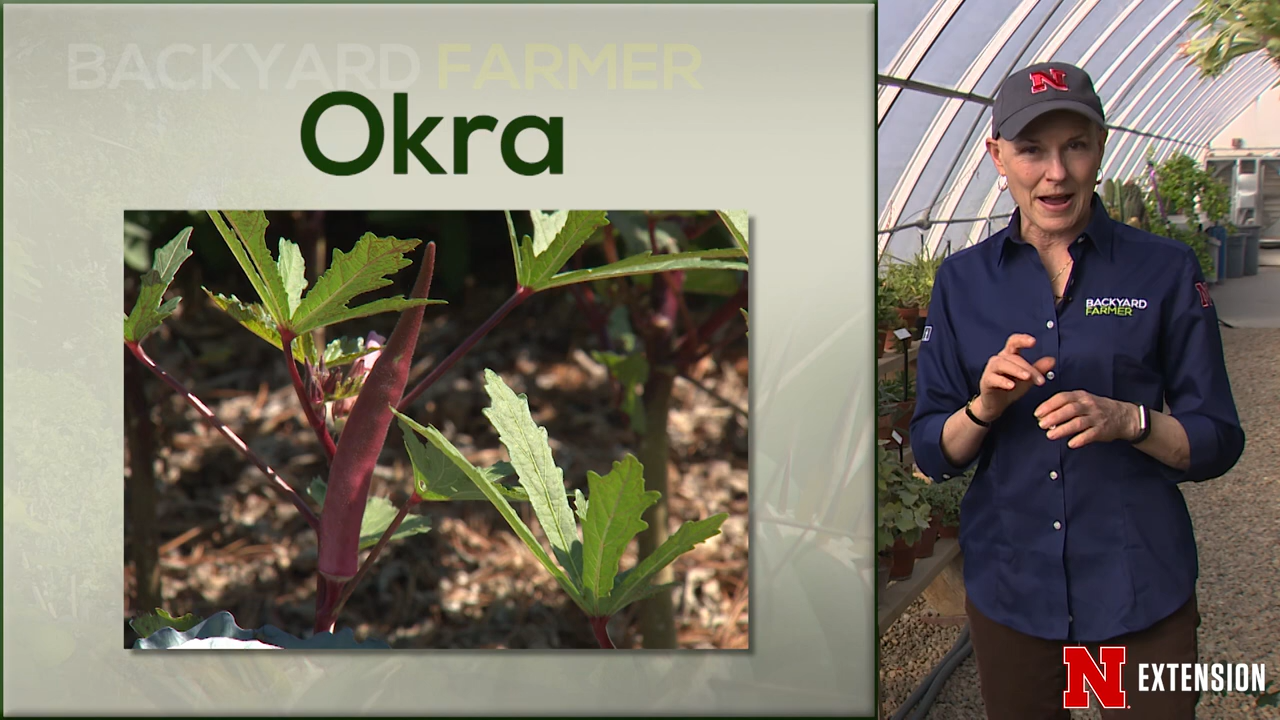 BACKYARD FARMER
Okra
N
BACKYARD
FARMER
N
N EXTENSION